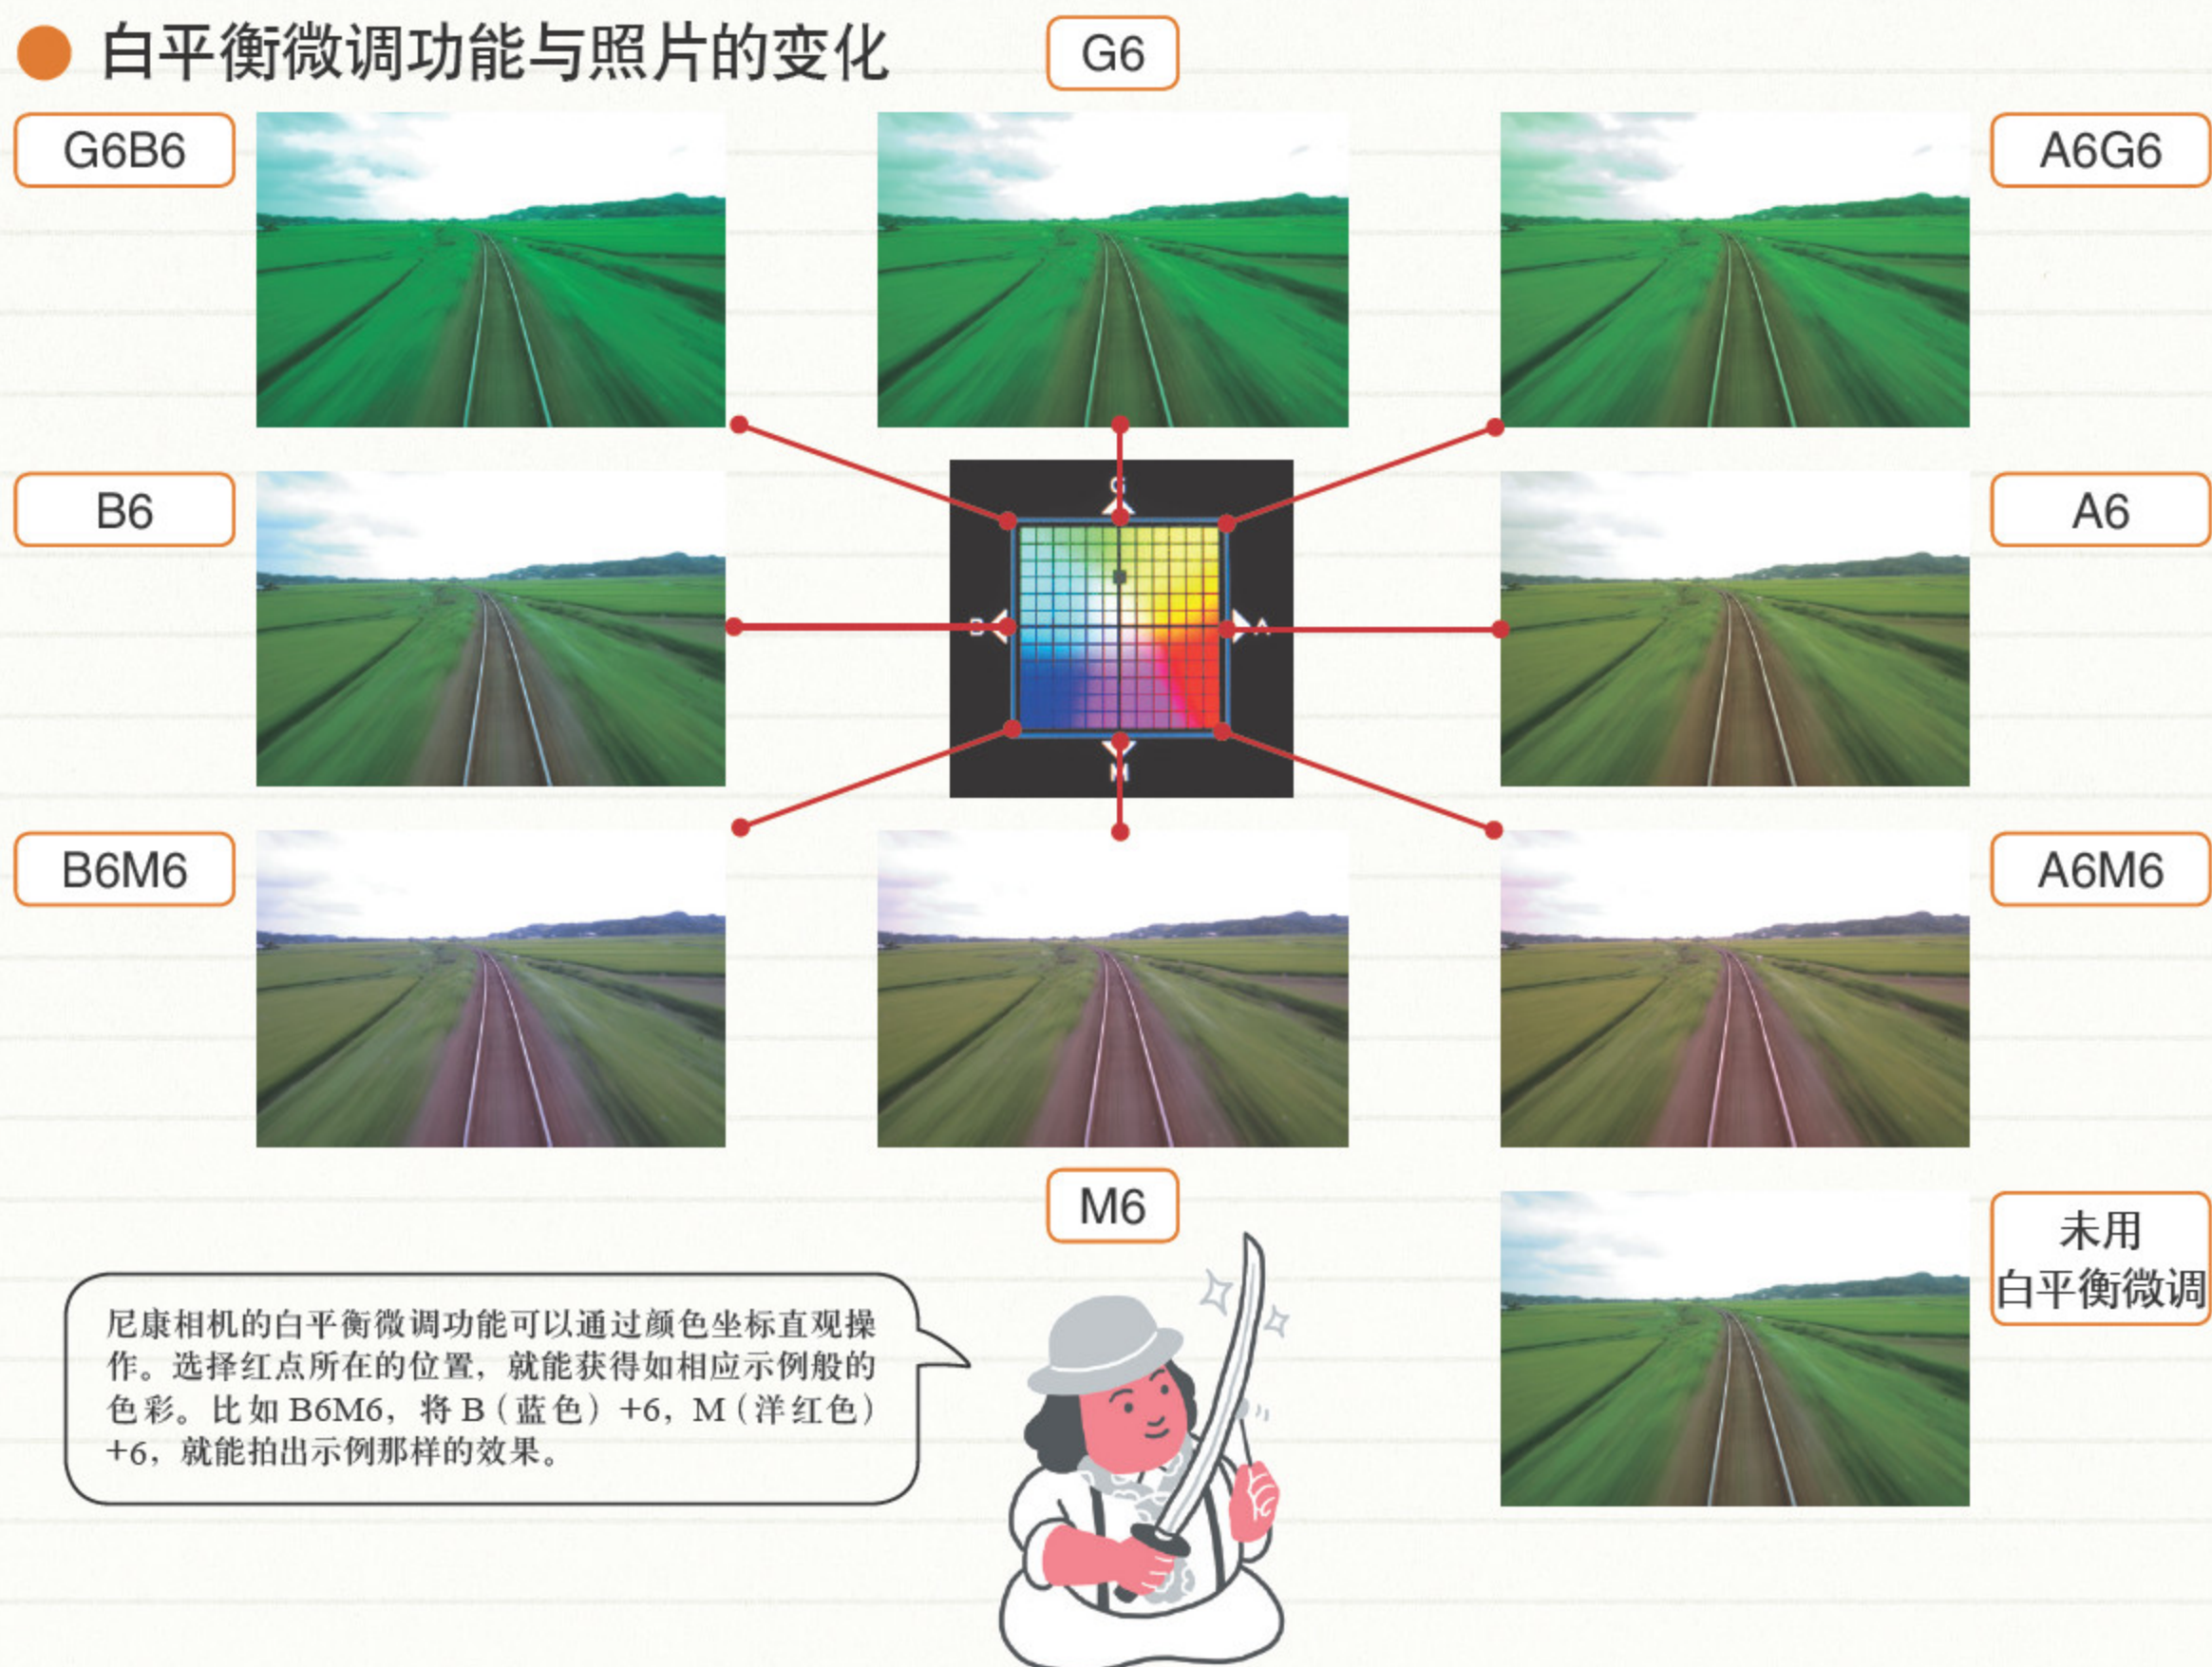 白平衡微调功能与照片的变化
G6
G6B6
A6G6
B6
A6
G
B
A
M
B6M6
A6M6
M6
未用
白平衡微调
尼康相机的白平衡微调功能可以通过颜色坐标直观操
作。选择红点所在的位置，就能获得如相应示例般的
色彩。比如 B6M6，将 B（蓝色）+6，M（洋红色）
+6，就能拍出示例那样的效果。